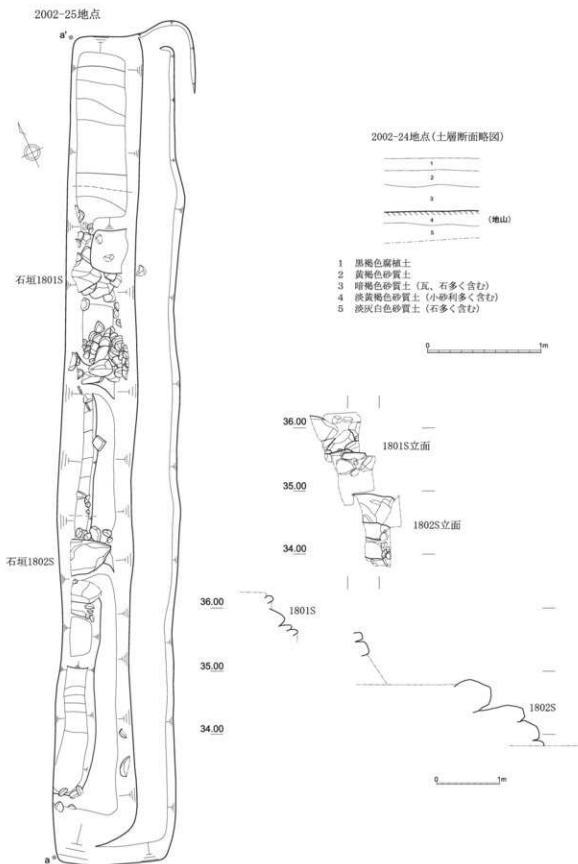 2002-25地点
a'
石垣1801S
石垣1802S
a
2002-24地点(土層断面略図)
1
2
3
4
5
(地山)
1 黒褐色腐植土
2 黄褐色砂質土
3 暗褐色砂質土(瓦、石多く含む)
4 淡黄褐色砂質土(小砂利多く含む)
5 淡灰白色砂質土(石多く含む)
0 1m
36.00
1801S立面
35.00
1802S立面
34.00
36.00
1801S
35.00
1802S
34.00
0 1m